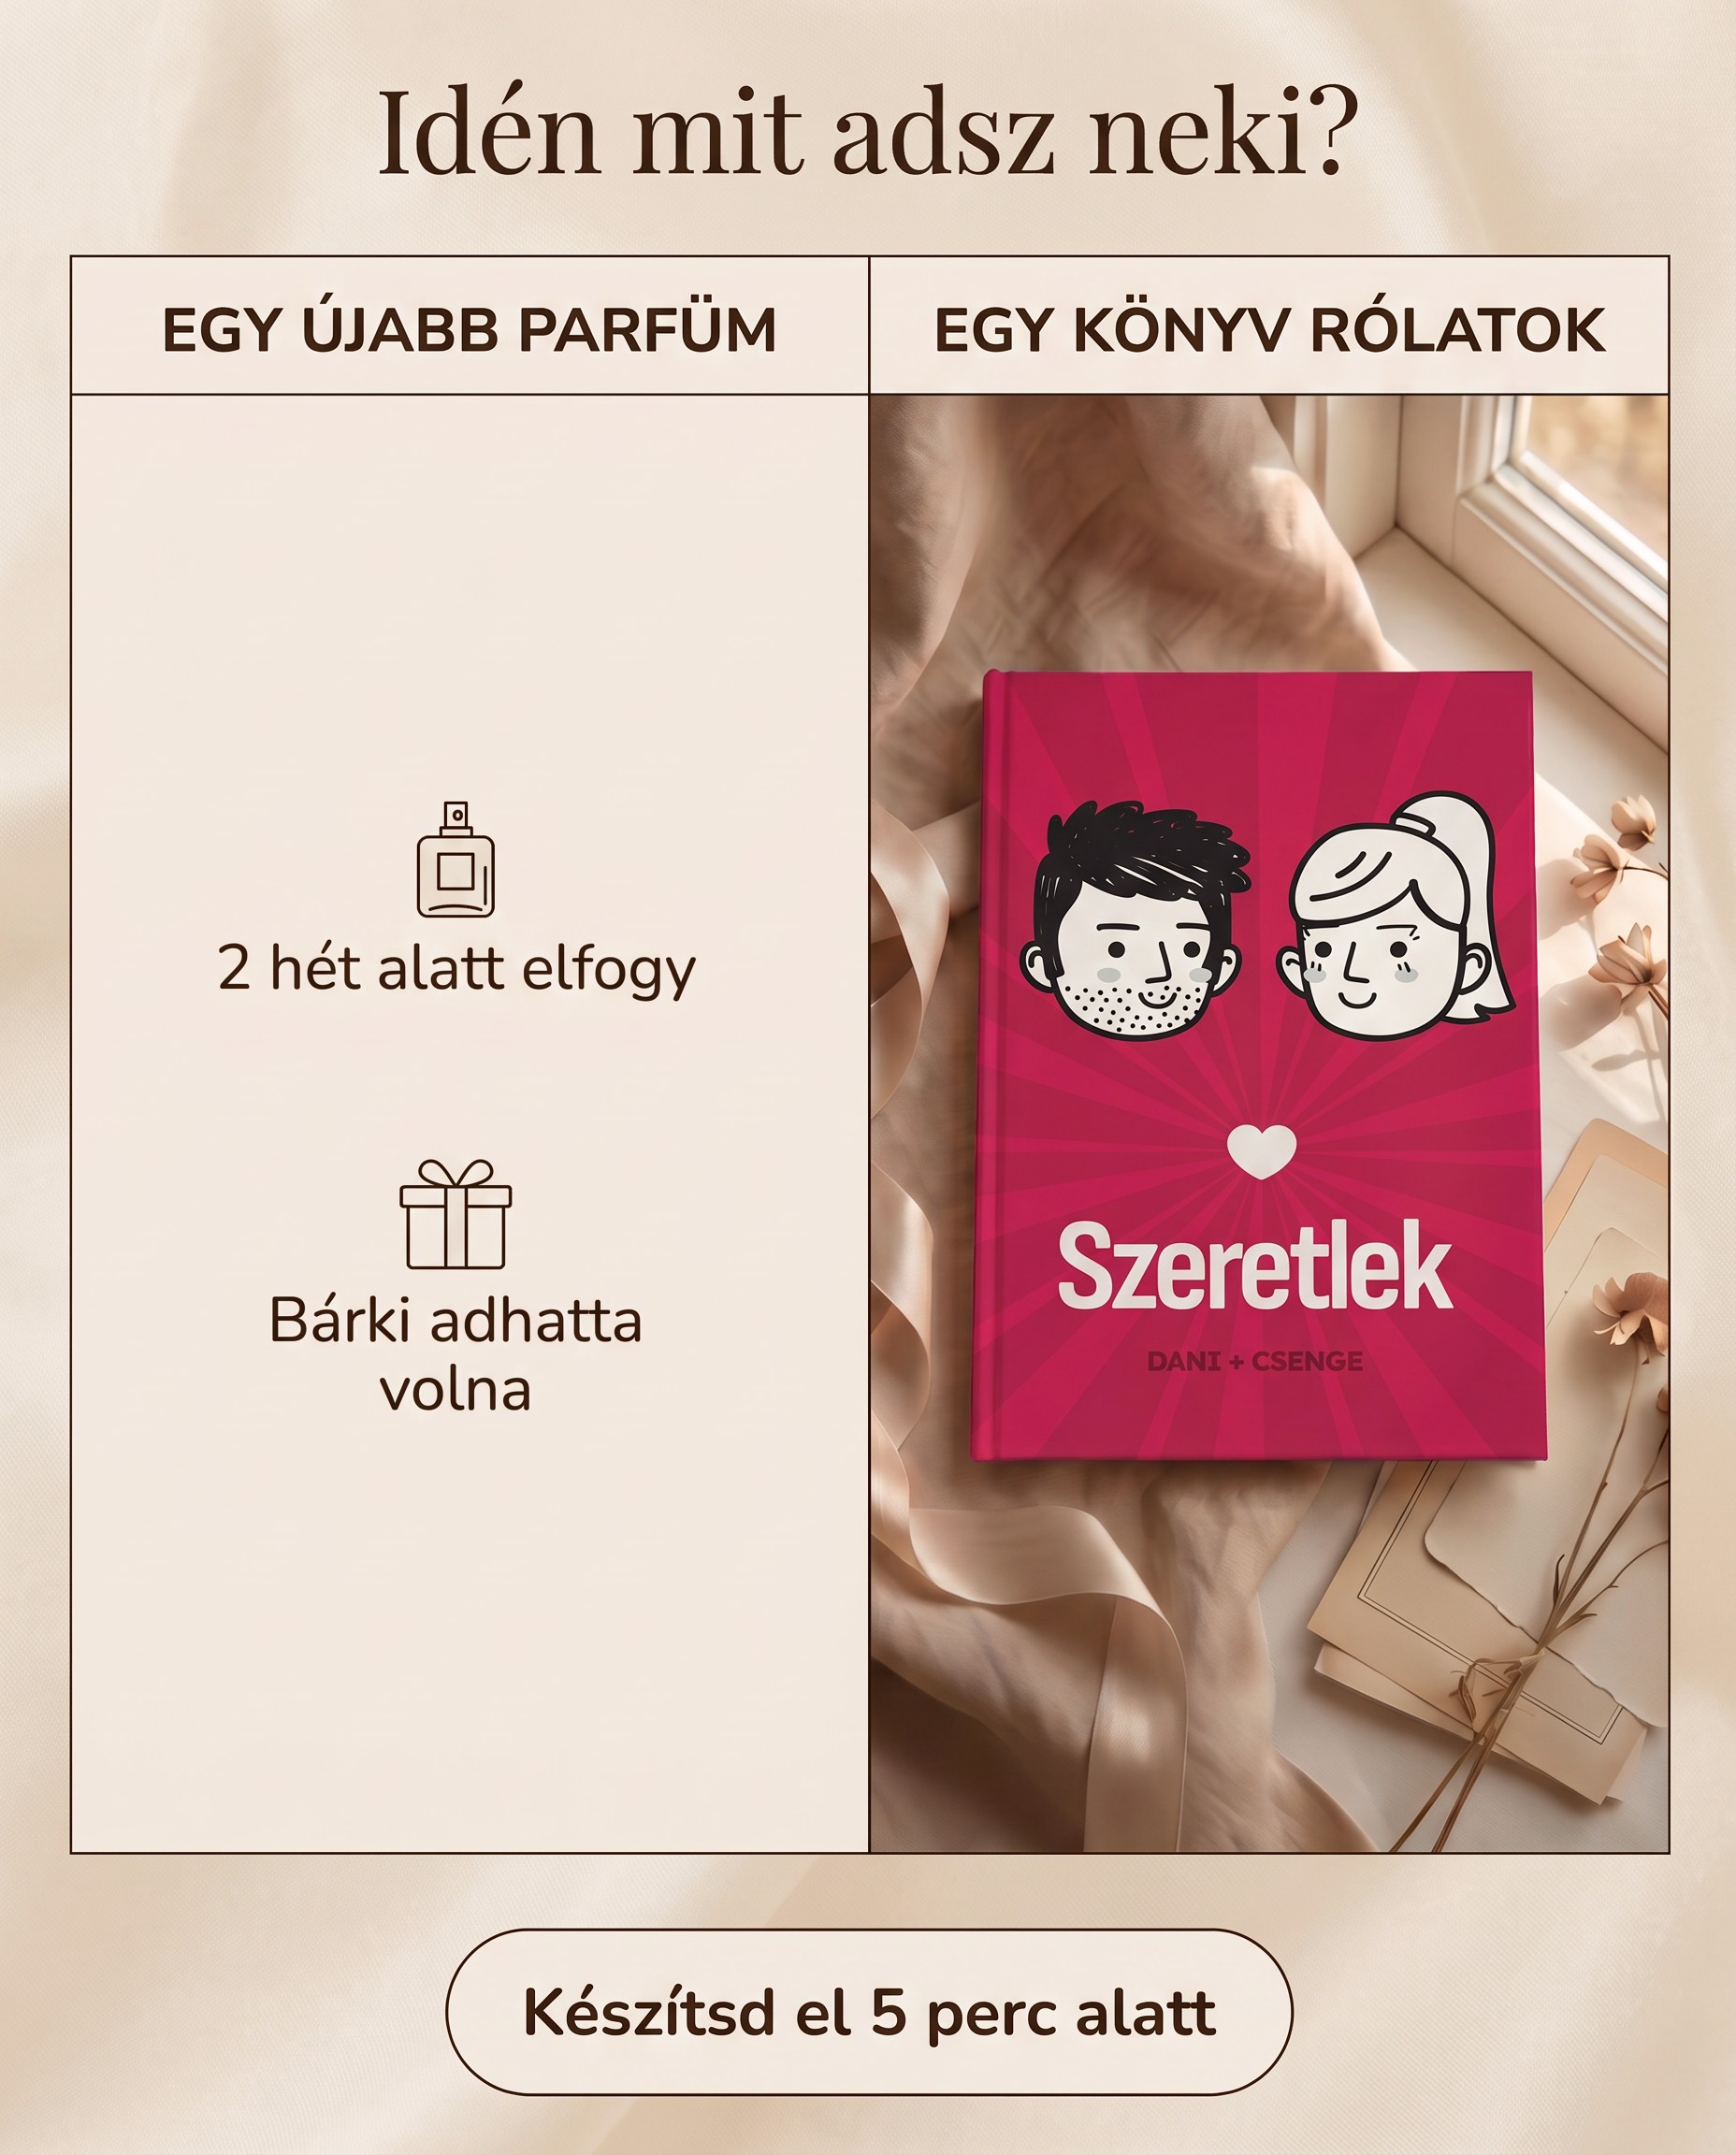 Idén mit adsz neki?
EGY ÚJABB PARFÜM
EGY KÖNYV RÓLATOK
2 hét alatt elfogy
Bárki adhatta
volna
Szeretlek
DANI + CSENGE
Készítsd el 5 perc alatt